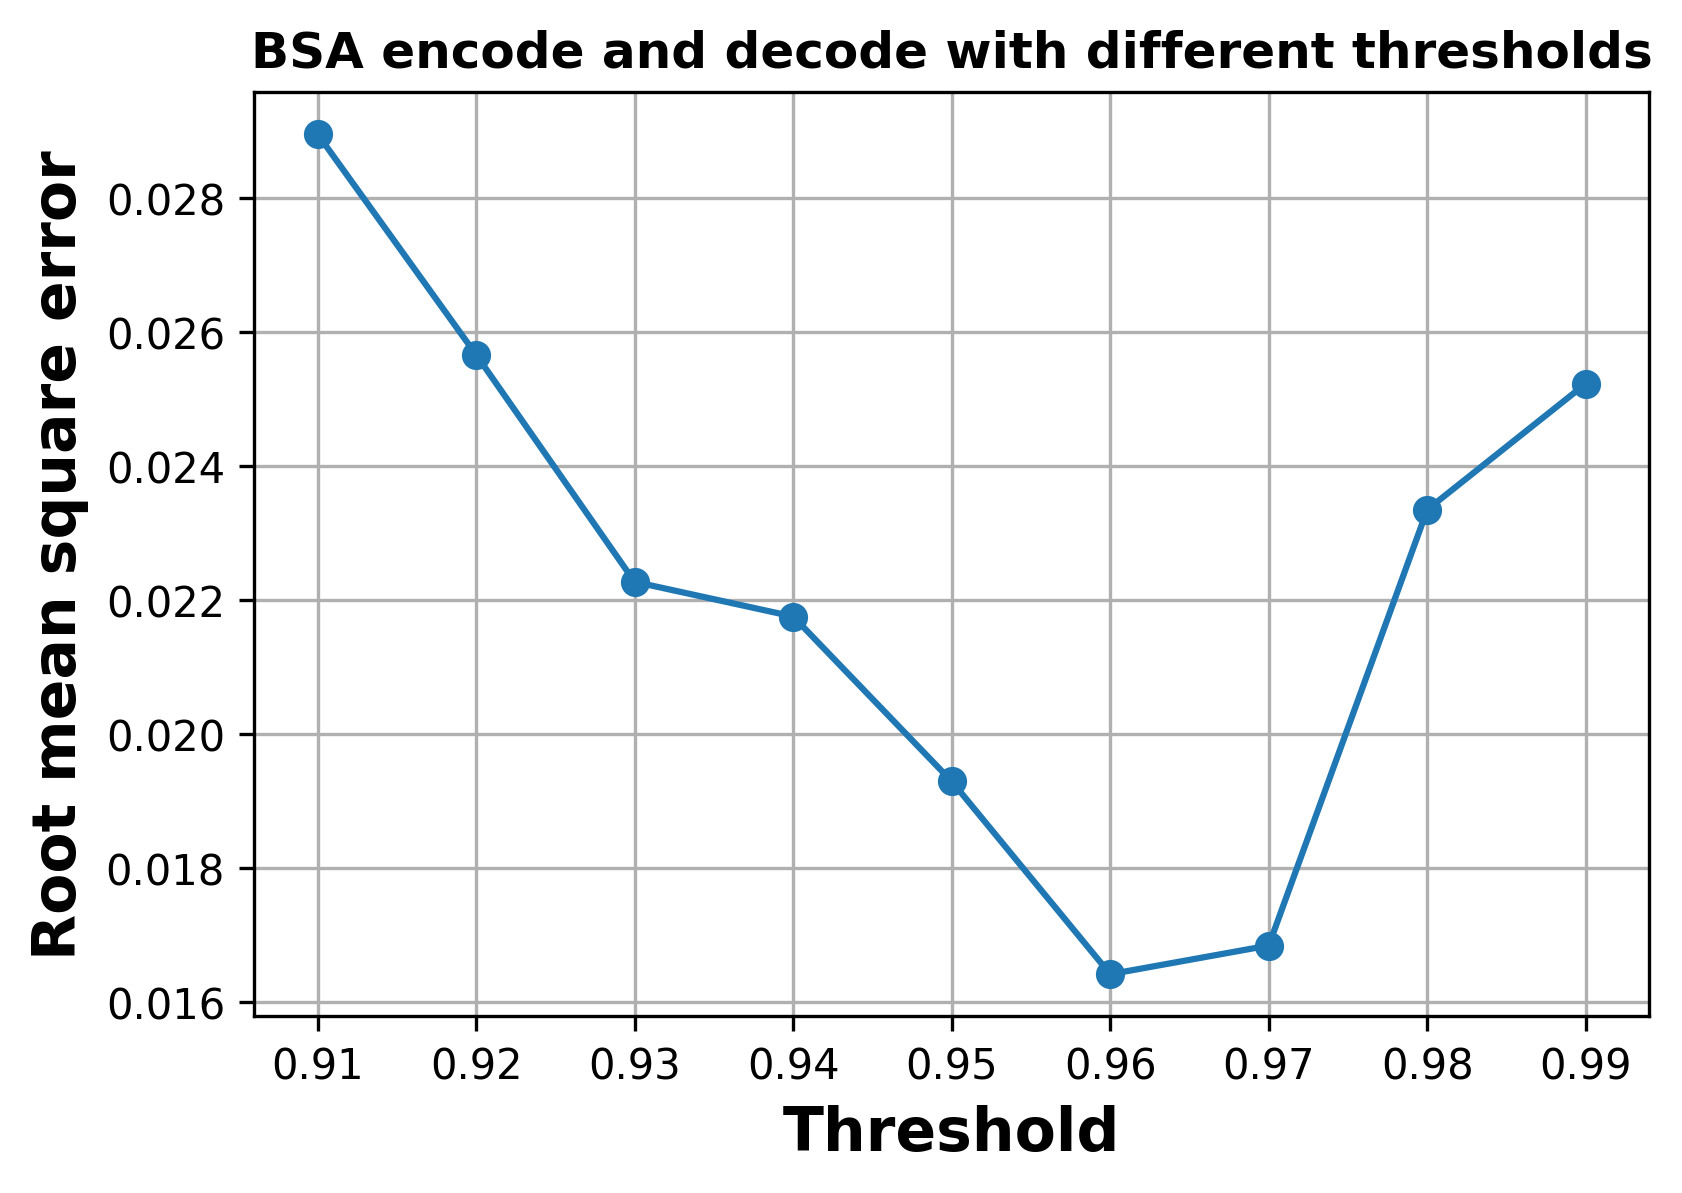 BSA encode and decode with different thresholds
Root mean square error
0.028
0.026
0.024
0.022
0.020
0.018
0.016
0.91 0.92 0.93 0.94 0.95 0.96 0.97 0.98 0.99
Threshold